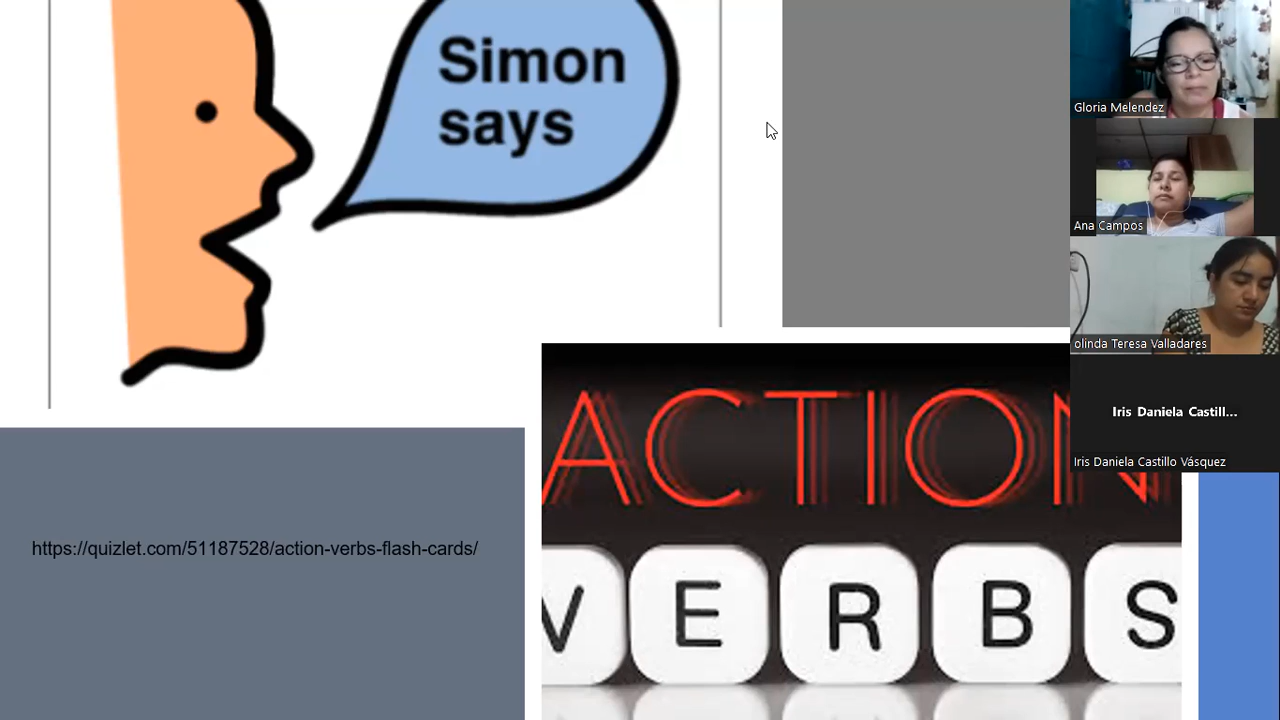 Simon
says
Gloria Melendez
Ana Campos
olinda Teresa Valladares
Iris Daniela Castill...
Iris Daniela Castillo Vásquez
ACTION
VERBS
https://quizlet.com/51187528/action-verbs-flash-cards/